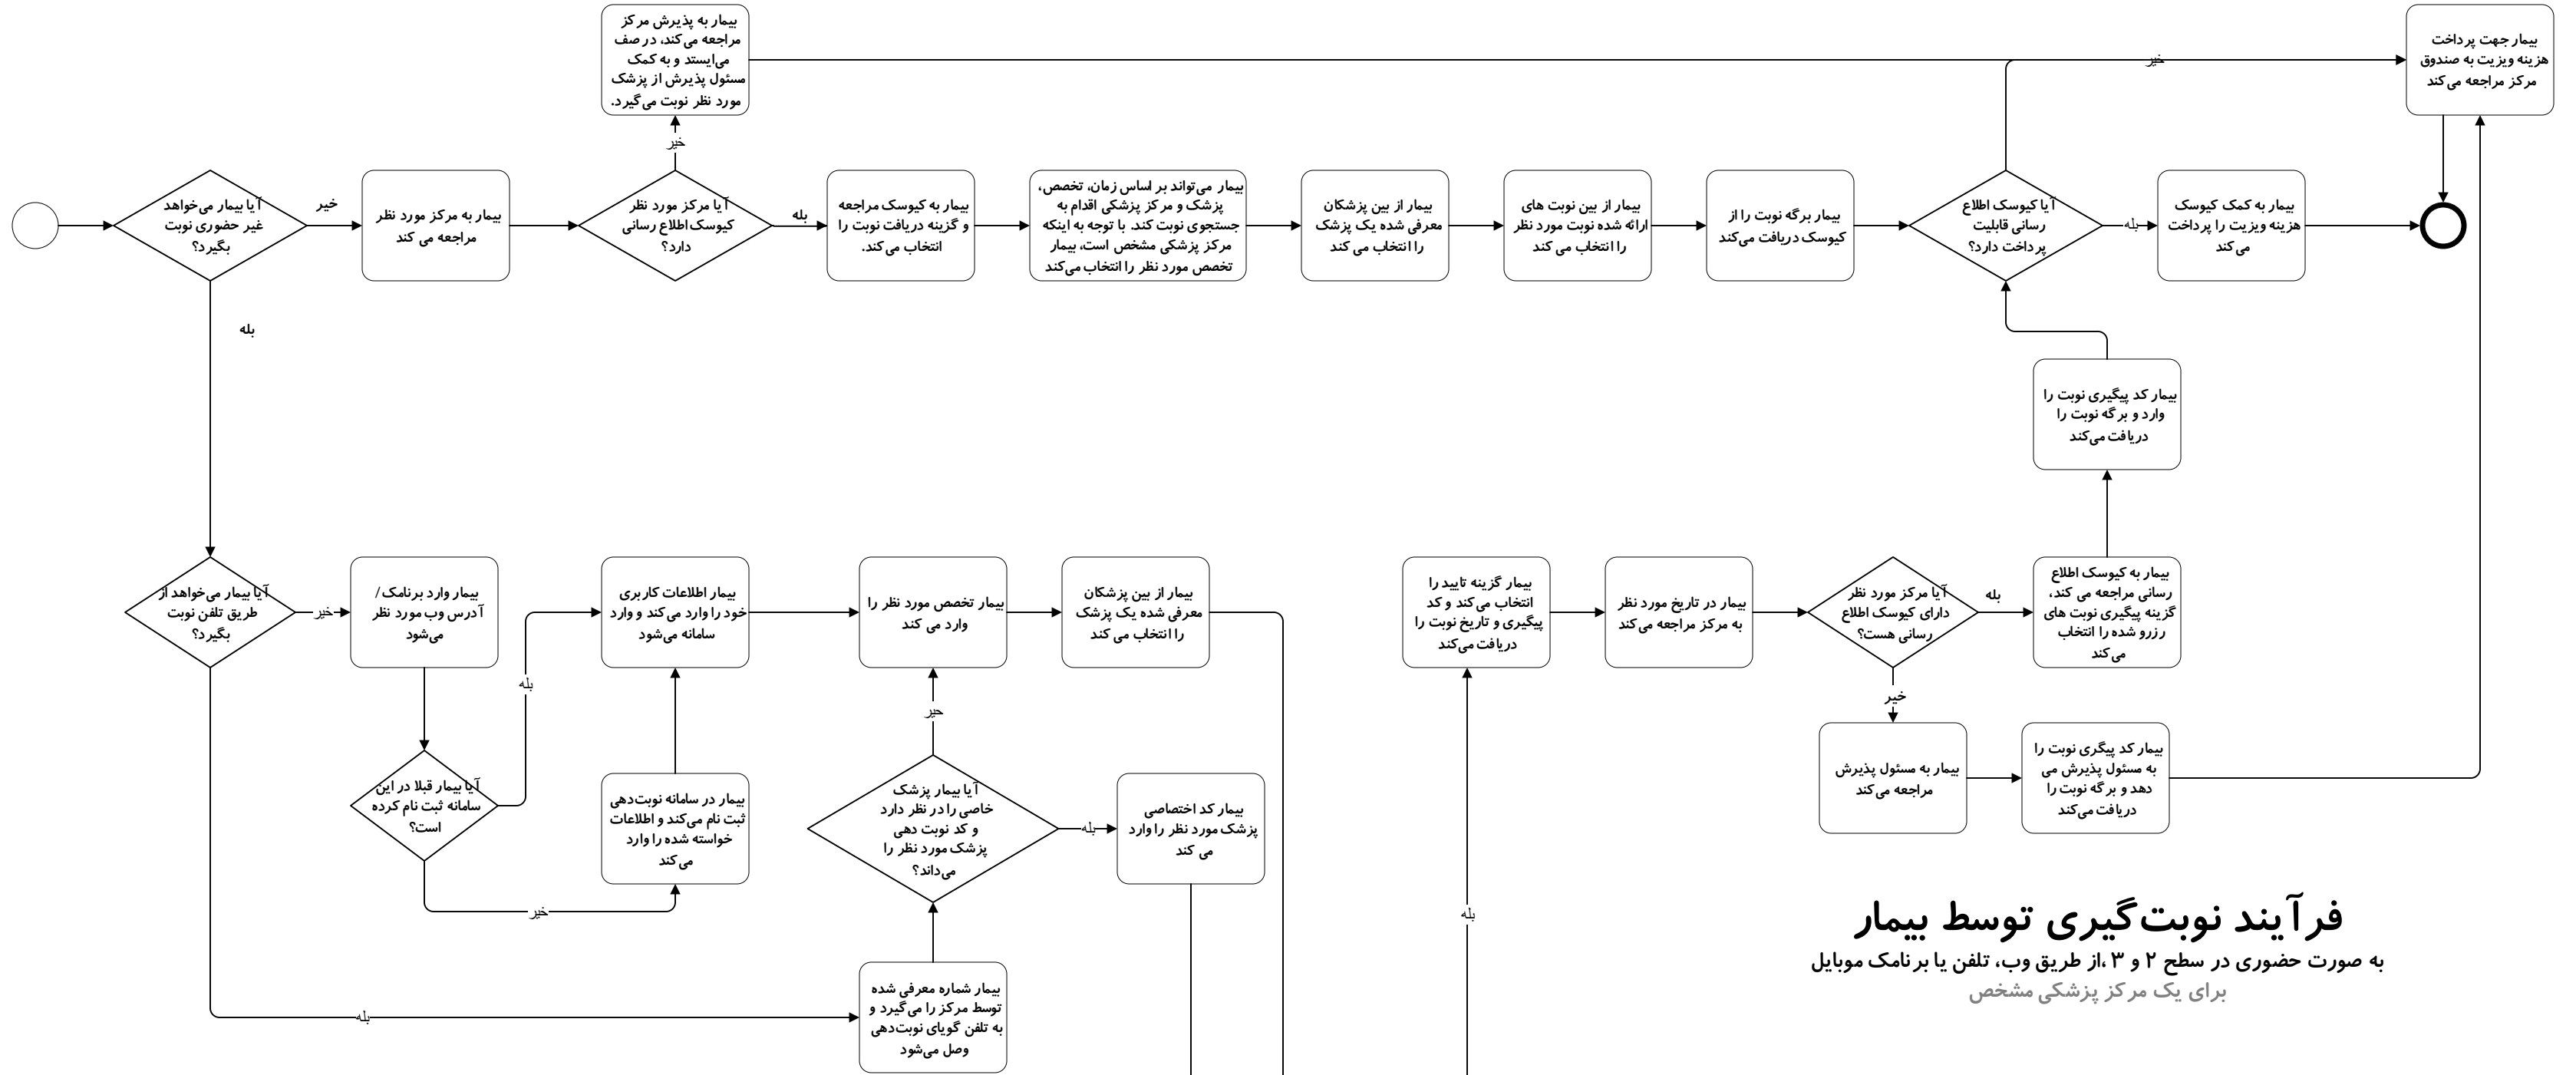 بیمار به پذیرش مرکز
مراجعه می‌کند، در صف
می‌ایستد و به کمک
مسئول پذیرش از پزشک
مورد نظر نوبت می‌گیرد.
بیمار جهت پرداخت
هزینه ویزیت به صندوق
مرکز مراجعه می‌کند
خیر
خیر
آیا بیمار می‌خواهد
غیر حضوری نوبت
بگیرد؟
خیر
بیمار به مرکز مورد نظر
مراجعه می کند
آیا مرکز مورد نظر
کیوسک اطلاع رسانی
دارد؟
بله
بیمار به کیوسک مراجعه
و گزینه دریافت نوبت را
انتخاب می‌کند.
بیمار می‌تواند بر اساس زمان، تخصص،
پزشک و مرکز پزشکی اقدام به
جستجوی نوبت کند. با توجه به اینکه
مرکز پزشکی مشخص است، بیمار
تخصص مورد نظر را انتخاب می‌کند
بیمار از بین پزشکان
معرفی شده یک پزشک
را انتخاب می کند
بیمار از بین نوبت های
ارائه شده نوبت مورد نظر
را انتخاب می کند
بیمار برگه نوبت را از
کیوسک دریافت می‌کند
آیا کیوسک اطلاع
رسانی قابلیت
پرداخت دارد؟
بله
بیمار به کمک کیوسک
هزینه ویزیت را پرداخت
می‌کند
بله
بیمار کد پیگیری نوبت را
وارد و برگه نوبت را
دریافت می‌کند
آیا بیمار می‌خواهد از
طریق تلفن نوبت
بگیرد؟
خیر
بیمار وارد برنامک/
آدرس وب مورد نظر
می‌شود
بیمار اطلاعات کاربری
خود را وارد می‌کند و وارد
سامانه می‌شود
بیمار تخصص مورد نظر را
وارد می کند
بیمار از بین پزشکان
معرفی شده یک پزشک
را انتخاب می کند
بیمار گزینه تایید را
انتخاب می‌کند و کد
پیگیری و تاریخ نوبت را
دریافت می‌کند
بیمار در تاریخ مورد نظر
به مرکز مراجعه می‌کند
آیا مرکز مورد نظر
دارای کیوسک اطلاع
رسانی هست؟
بله
بیمار به کیوسک اطلاع
رسانی مراجعه می کند،
گزینه پیگیری نوبت های
رزرو شده را انتخاب
می‌کند
بله
خیر
خیر
آیا بیمار قبلا در این
سامانه ثبت نام کرده
است؟
بیمار در سامانه نوبت‌دهی
ثبت نام می‌کند و اطلاعات
خواسته شده را وارد
می‌کند
آیا بیمار پزشک
خاصی را در نظر دارد
و کد نوبت دهی
پزشک مورد نظر را
می‌داند؟
بله
بیمار کد اختصاصی
پزشک مورد نظر را وارد
می کند
بیمار به مسئول پذیرش
مراجعه می‌کند
بیمار کد پیگری نوبت را
به مسئول پذیرش می
دهد و برگه نوبت را
دریافت می‌کند
خیر
بله
فرآیند نوبت‌گیری توسط بیمار
به صورت حضوری در سطح ۲ و ۳ ،از طریق وب، تلفن یا برنامک موبایل
برای یک مرکز پزشکی مشخص
بله
بیمار شماره معرفی شده
توسط مرکز را می‌گیرد و
به تلفن گویای نوبت‌دهی
وصل می‌شود